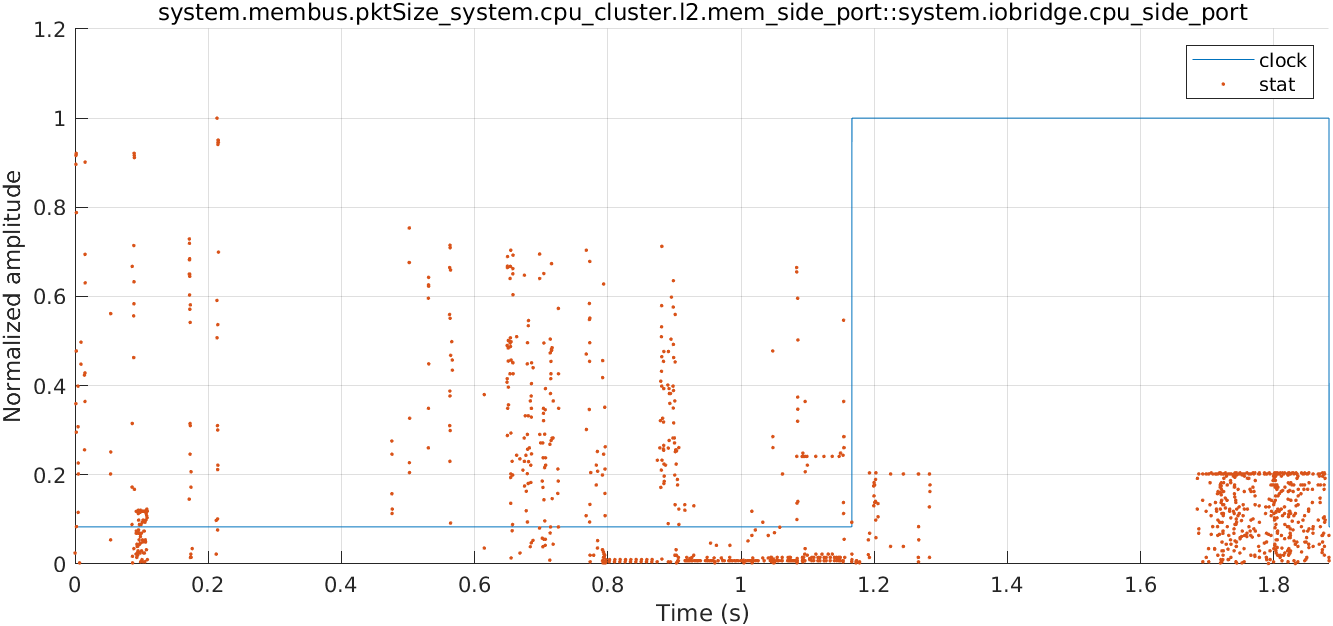 system.membus.pktSize_system.cpu_cluster.l2.mem_side_port::system.iobridge.cpu_side_port
1.2
1
0.8
0.6
0.4
0.2
0
Normalized amplitude
clock
stat
0 0.2 0.4 0.6 0.8 1 1.2 1.4 1.6 1.8
Time (s)